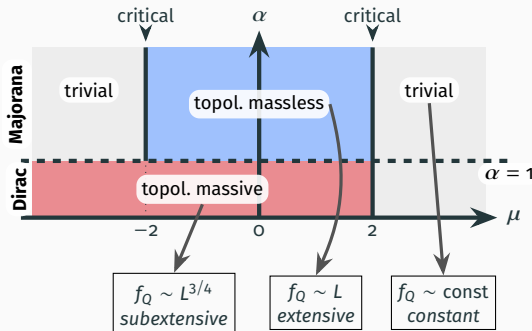 critical
α
critical
Majorana
trivial
topol. massless
trivial
Dirac
topol. massive
α = 1
−2
0
2
μ
f_Q ∼ L^{3/4}
subextensive
f_Q ∼ L
extensive
f_Q ∼ const
constant